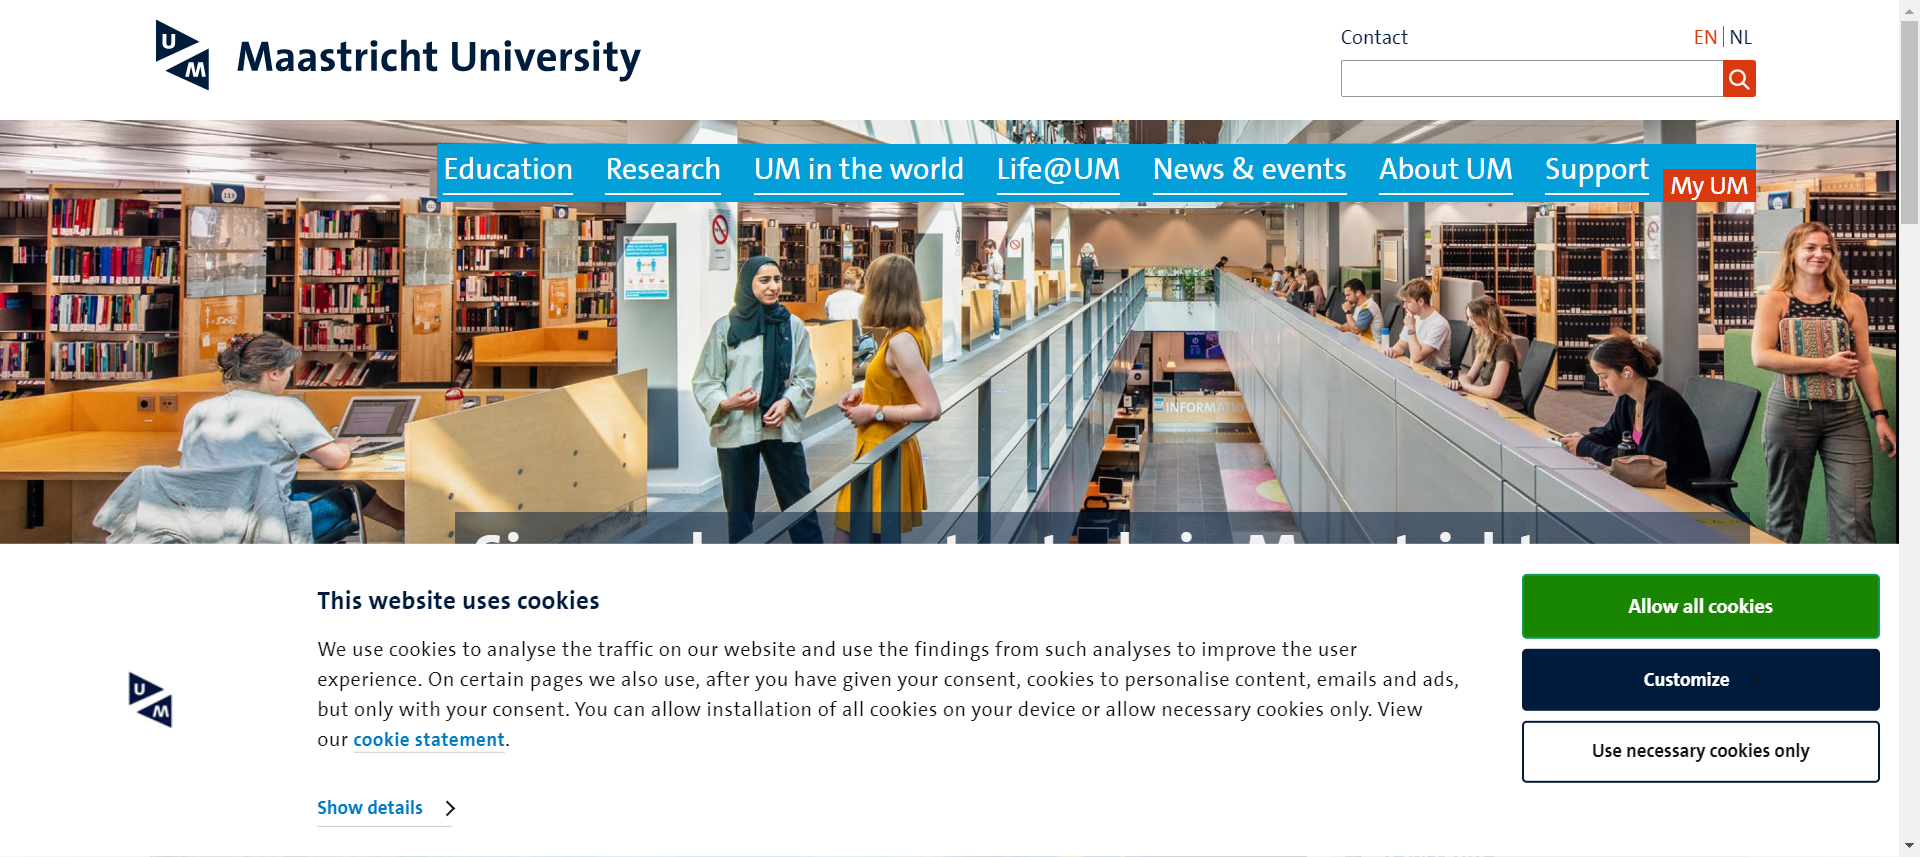 UM
Maastricht University
Contact
EN | NL
Education Research UM in the world Life@UM News & events About UM Support My UM
INFORMATIO
This website uses cookies
We use cookies to analyse the traffic on our website and use the findings from such analyses to improve the user
experience. On certain pages we also use, after you have given your consent, cookies to personalise content, emails and ads,
but only with your consent. You can allow installation of all cookies on your device or allow necessary cookies only. View
our cookie statement.
Show details
Allow all cookies
Customize
Use necessary cookies only
UM